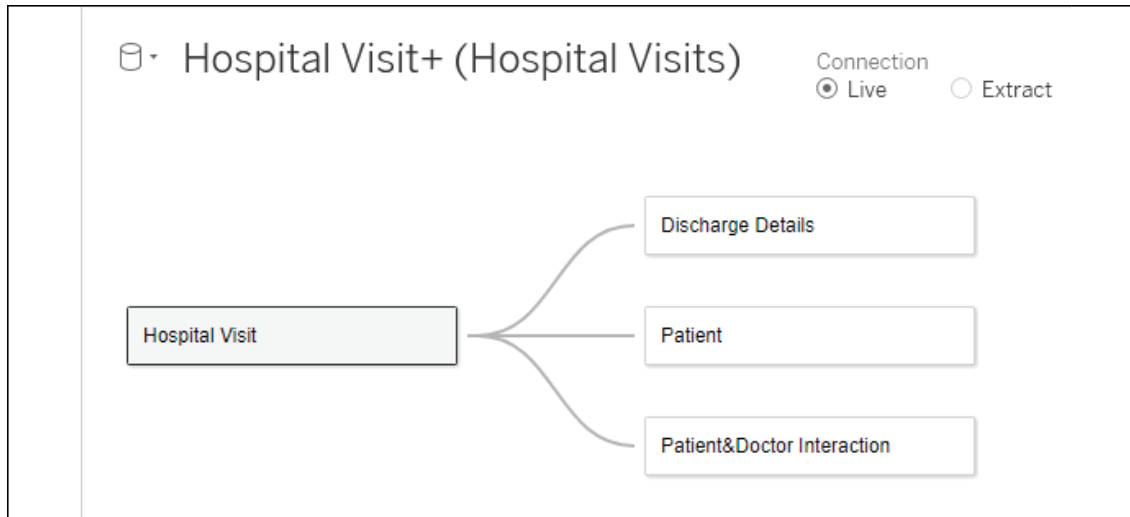 Hospital Visit+ (Hospital Visits)
Connection
Live
Extract
Discharge Details
Hospital Visit
Patient
Patient&Doctor Interaction